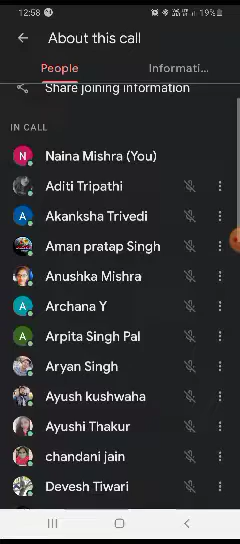 12:58 19%
About this call
People Informati...
Share joining information
IN CALL
N Naina Mishra (You)
Aditi Tripathi
A Akanksha Trivedi
Aman pratap Singh
Anushka Mishra
A Archana Y
A Arpita Singh Pal
Aryan Singh
Ayush kushwaha
Ayushi Thakur
chandani jain
Devesh Tiwari